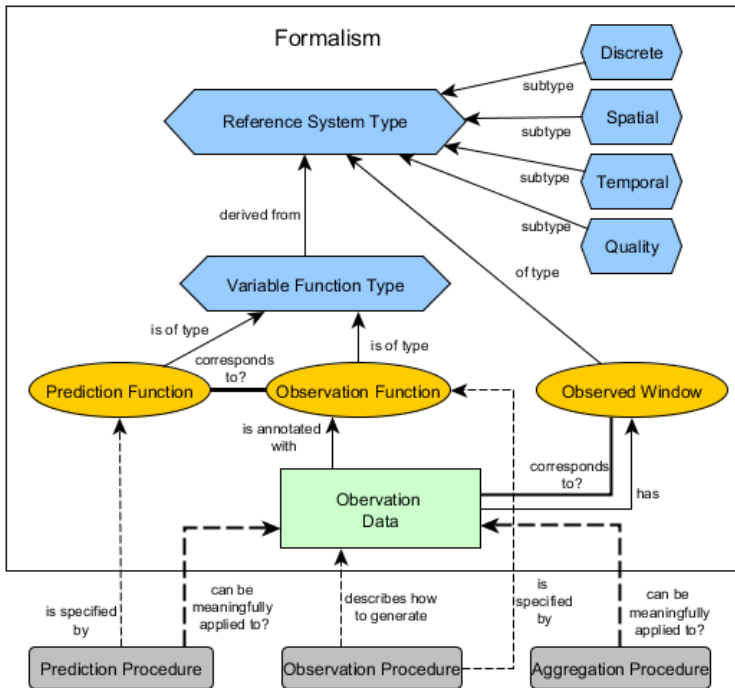 Formalism
Discrete
subtype
Reference System Type
Spatial
subtype
Temporal
subtype
derived from
subtype
Quality
of type
Variable Function Type
is of type
is of type
corresponds
to?
Prediction Function
Observation Function
Observed Window
is annotated
with
corresponds
to?
has
Obervation
Data
is specified
by
can be
meaningfully
applied to?
describes how
to generate
is
specified
by
can be
meaningfully
applied to?
Prediction Procedure
Observation Procedure
Aggregation Procedure